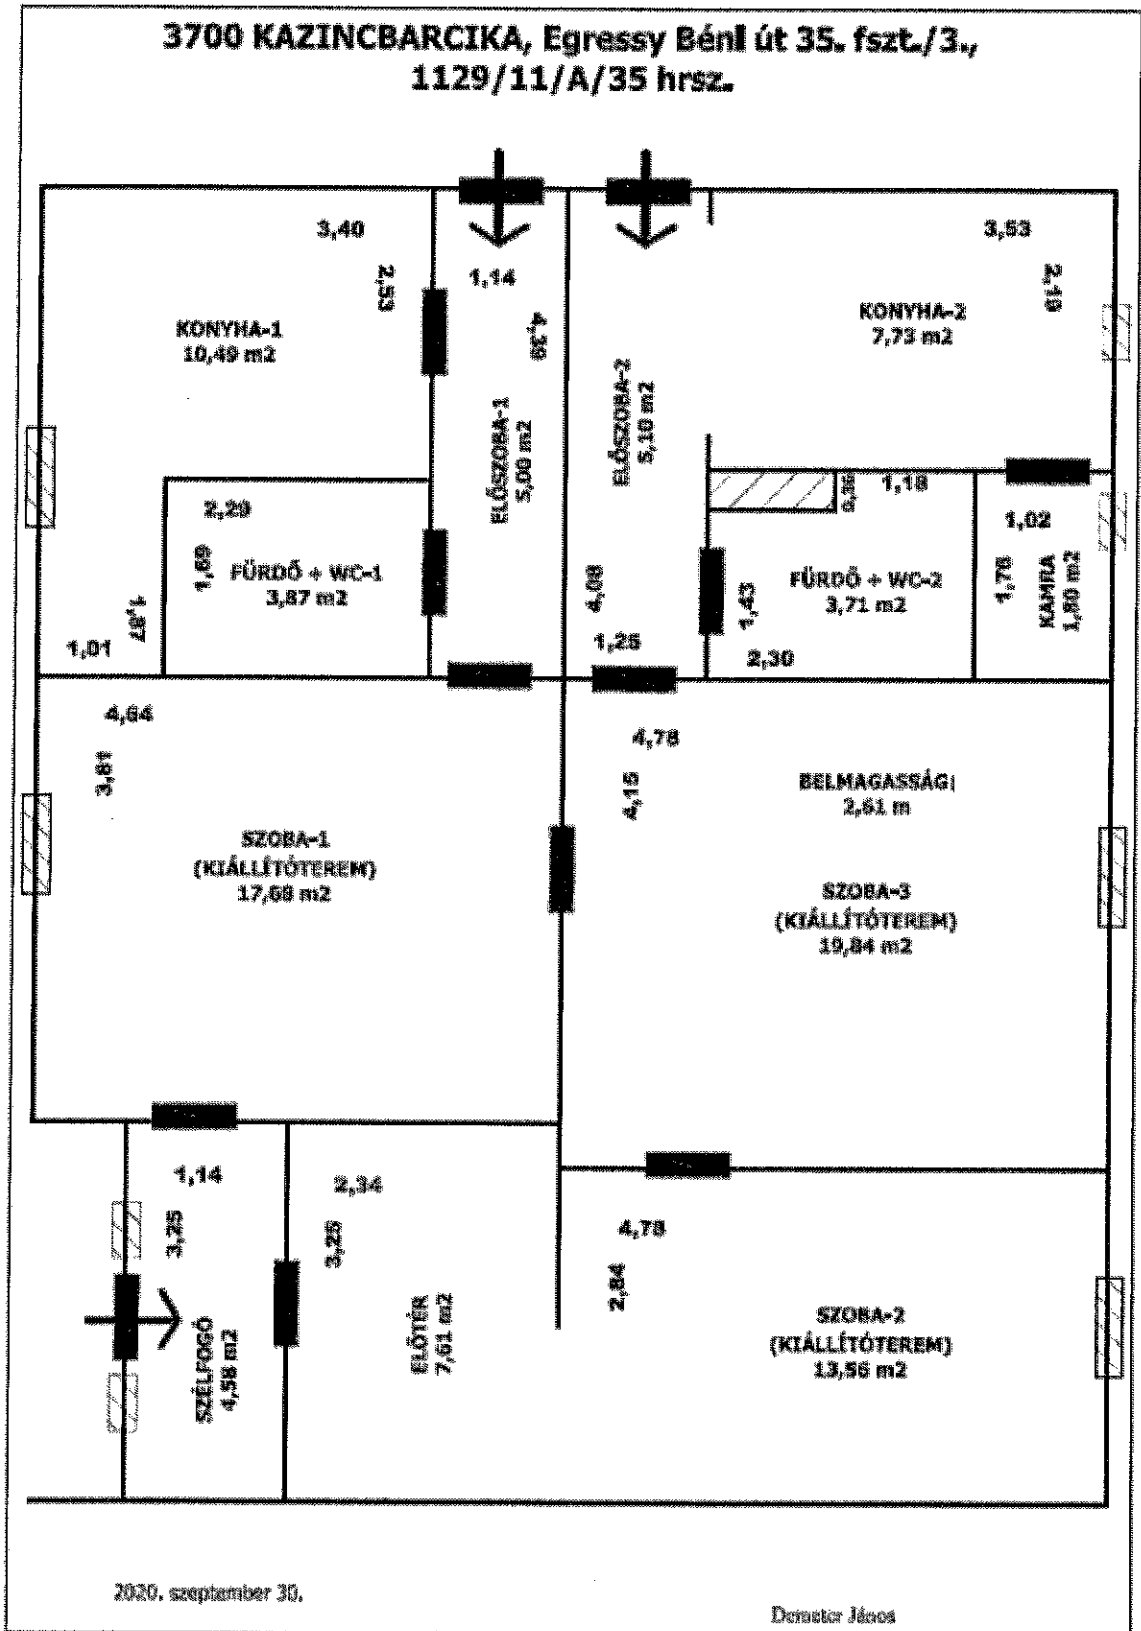 3700 KAZINCBARCIKA, Egressy Béni út 35. fszt./3.,
1129/11/A/35 hrsz.
3,40
2,53
KONYHA-1
10,49 m2
1,14
4,39
ELŐSZOBA-1
5,00 m2
ELŐSZOBA-2
5,10 m2
3,53
2,19
KONYHA-2
7,73 m2
2,29
1,69
FÜRDŐ + WC-1
3,87 m2
1,87
1,01
4,08
1,25
1,18
1,43
FÜRDŐ + WC-2
3,71 m2
2,30
1,02
1,76
KAMRA
1,80 m2
4,64
3,81
SZOBA-1
(KIÁLLÍTÓTEREM)
17,68 m2
4,78
4,15
BELMAGASSÁG:
2,61 m
SZOBA-3
(KIÁLLÍTÓTEREM)
19,84 m2
1,14
3,25
SZÉLFOGÓ
4,58 m2
2,34
3,25
ELŐTÉR
7,61 m2
4,78
2,84
SZOBA-2
(KIÁLLÍTÓTEREM)
13,56 m2
2020. szeptember 30.
Demeter János